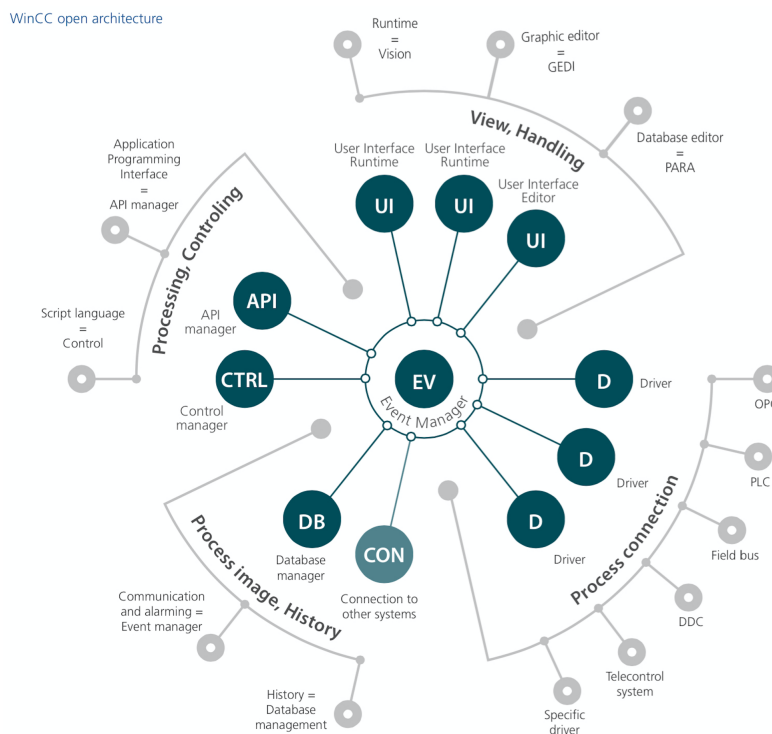 WinCC open architecture
Runtime
=
Vision
Graphic editor
=
GEDI
Database editor
=
PARA
View, Handling
User Interface
Runtime
User Interface
Runtime
User Interface
Editor
UI
UI
UI
Application
Programming
Interface
=
API manager
Script language
=
Control
Processing, Controling
API
API
manager
CTRL
Control
manager
EV
Event Manager
D
Driver
D
Driver
D
Driver
Process connection
OPC
PLC
Field bus
DDC
Telecontrol
system
Specific
driver
DB
Database
manager
CON
Connection to
other systems
Process image, History
Communication
and alarming =
Event manager
History =
Database
management